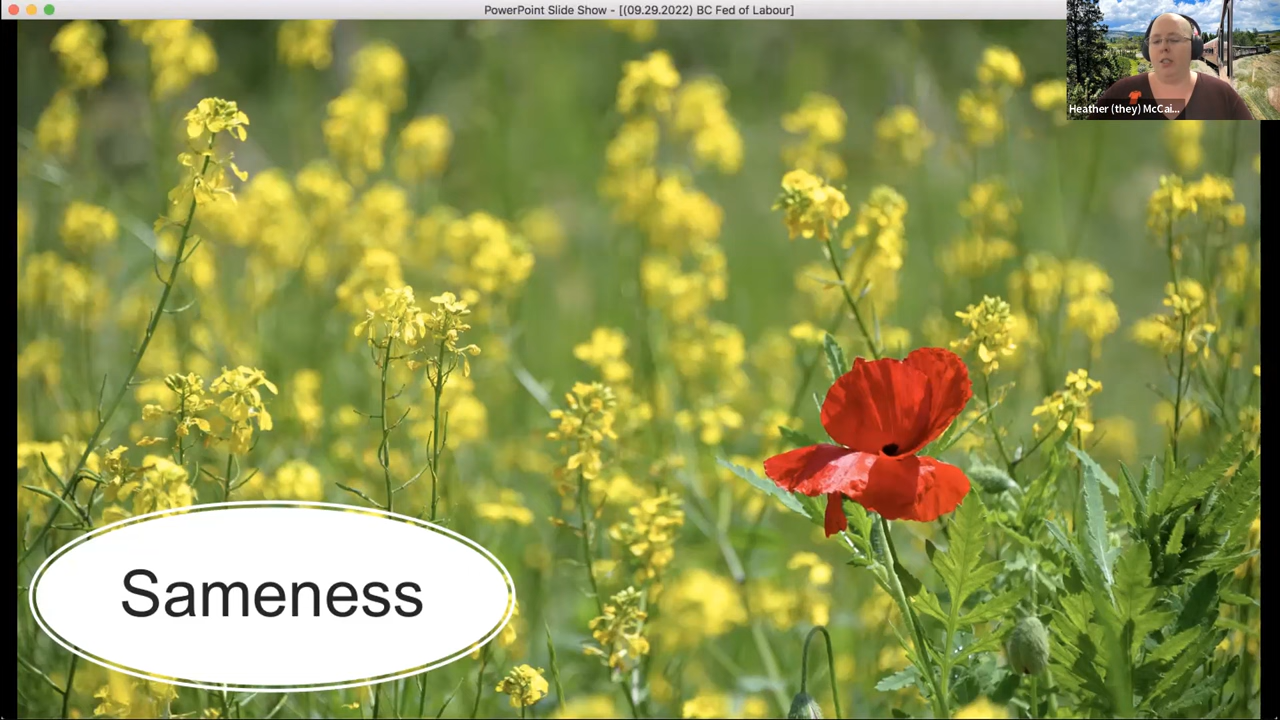 PowerPoint Slide Show - [(09.29.2022) BC Fed of Labour]
Heather (they) McCai...
Sameness